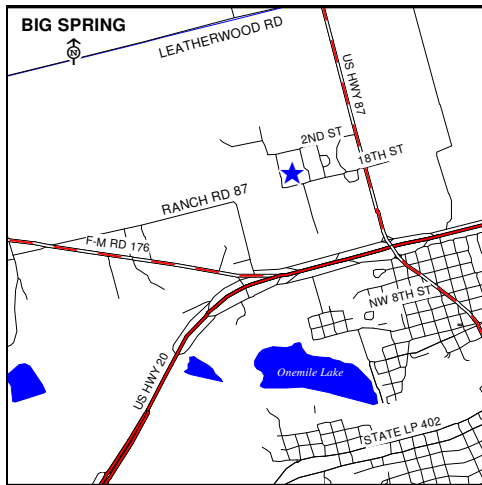 BIG SPRING
N
LEATHERWOOD RD
US HWY 87
2ND ST
18TH ST
RANCH RD 87
F-M RD 176
NW 8TH ST
US HWY 20
Onemile Lake
STATE LP 402